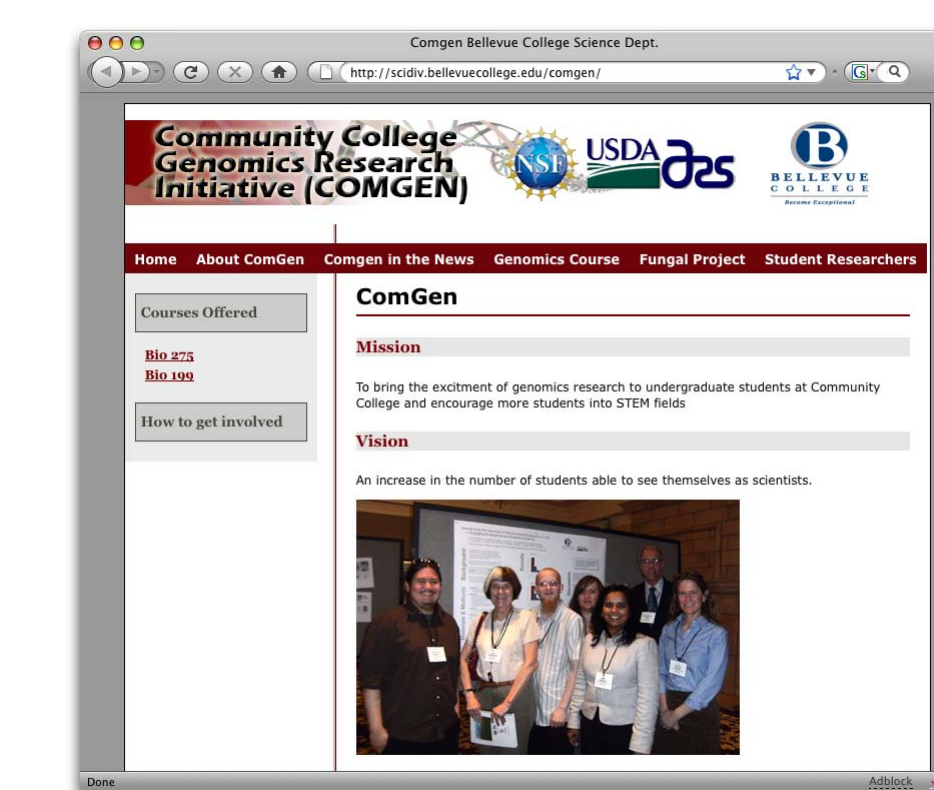 Comgen Bellevue College Science Dept.
http://scidiv.bellevuecollege.edu/comgen/
Community College
Genomics Research
Initiative (COMGEN)
NSF
USDA
ars
B
BELLEVUE
COLLEGE
Become Exceptional
Home About ComGen Comgen in the News Genomics Course Fungal Project Student Researchers
Courses Offered
Bio 275
Bio 199
How to get involved
ComGen
Mission
To bring the excitment of genomics research to undergraduate students at Community
College and encourage more students into STEM fields
Vision
An increase in the number of students able to see themselves as scientists.
Background
Results
Done
Adblock